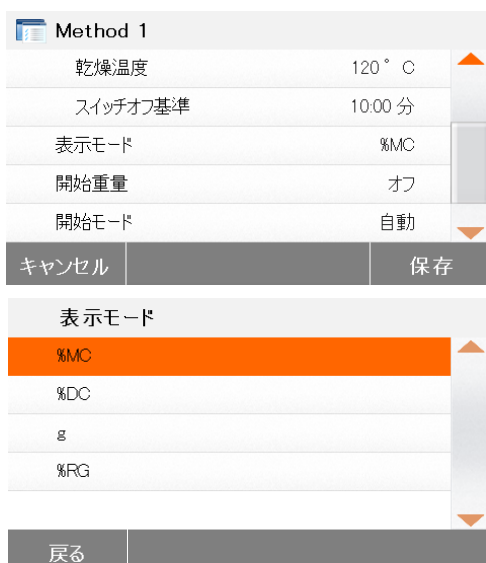 Method 1
乾燥温度 120°C
スイッチオフ基準 10:00 分
表示モード %MC
開始重量 オフ
開始モード 自動
キャンセル 保存
表示モード
%MC
%DC
g
%RG
戻る